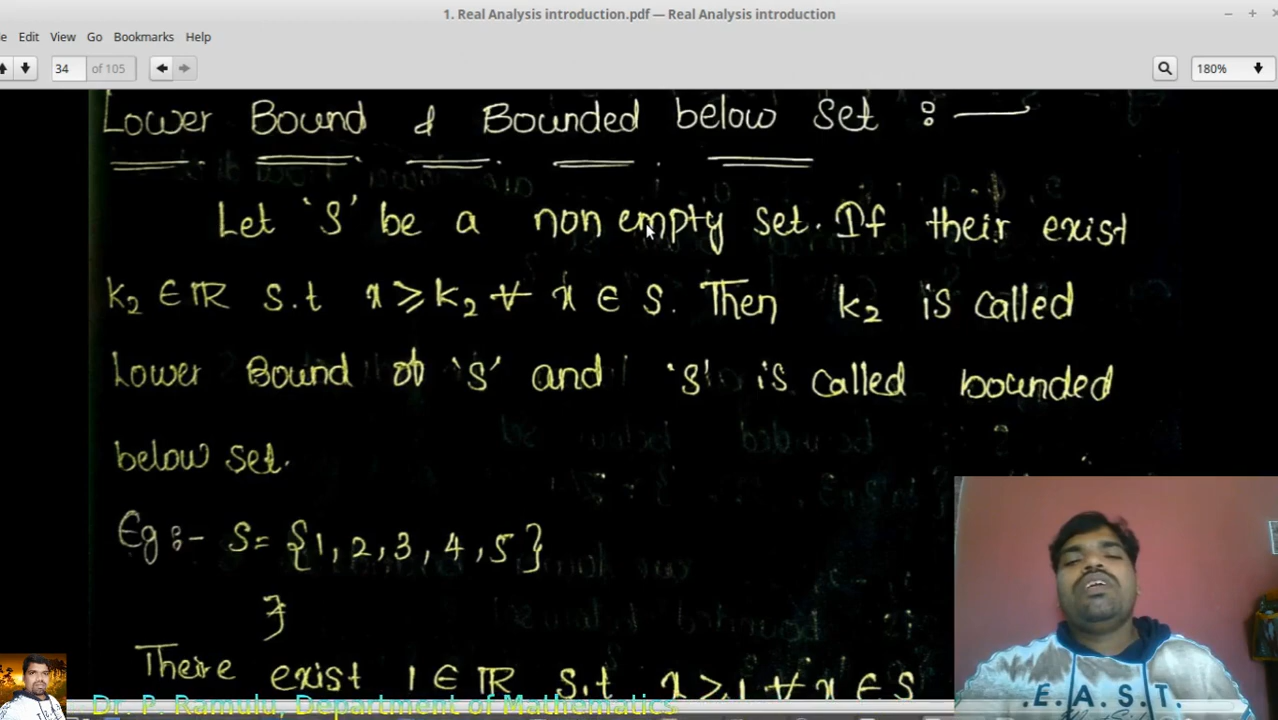 1. Real Analysis introduction.pdf — Real Analysis introduction
Edit View Go Bookmarks Help
34 of 105 180%
Lower Bound & Bounded below Set :—
Let 'S' be a non empty set. If their exist
k₂ ∈ ℝ s.t x ≥ k₂ ∀ x ∈ S. Then k₂ is called
Lower Bound of 'S' and 'S' is called bounded
below set.
Eg :- S = {1, 2, 3, 4, 5}
There exist 1 ∈ ℝ s.t x ≥ 1 ∀ x ∈ S
.E.A.S.T.
Dr. P. Ramulu, Department of Mathematics